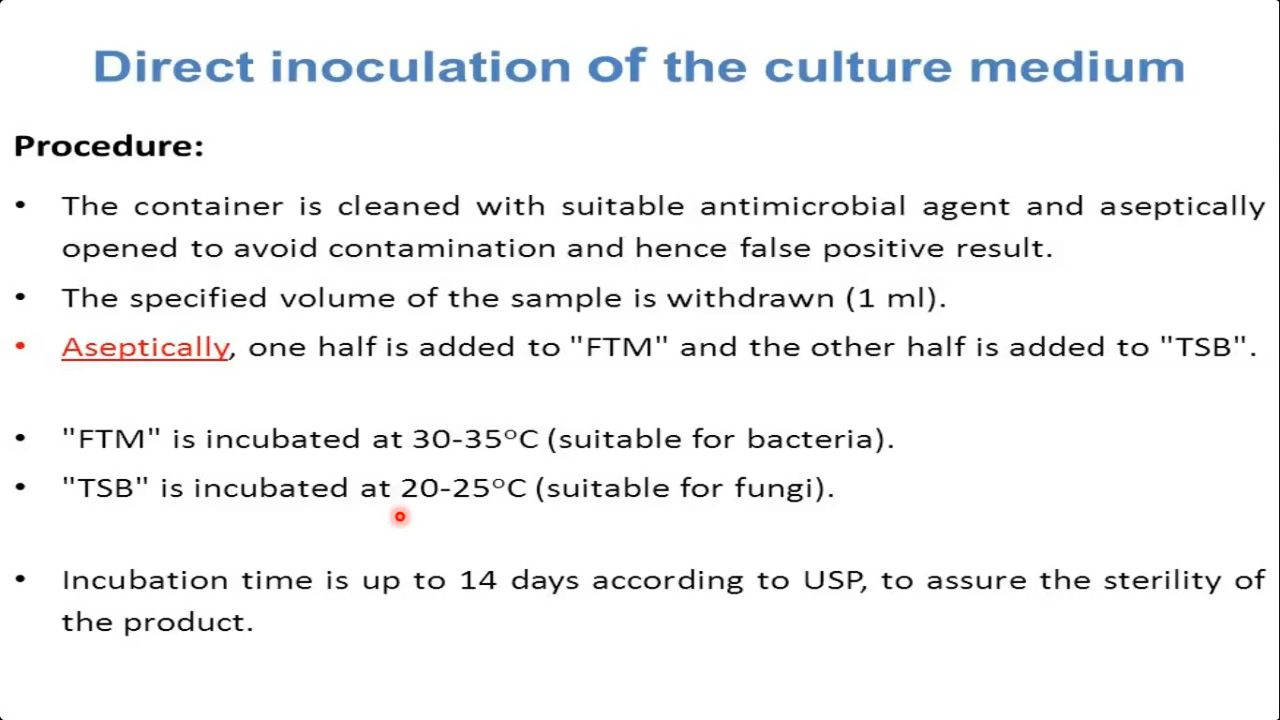 Direct inoculation of the culture medium
Procedure:
• The container is cleaned with suitable antimicrobial agent and aseptically
opened to avoid contamination and hence false positive result.
• The specified volume of the sample is withdrawn (1 ml).
• Aseptically, one half is added to "FTM" and the other half is added to "TSB".
• "FTM" is incubated at 30-35°C (suitable for bacteria).
• "TSB" is incubated at 20-25°C (suitable for fungi).
• Incubation time is up to 14 days according to USP, to assure the sterility of
the product.